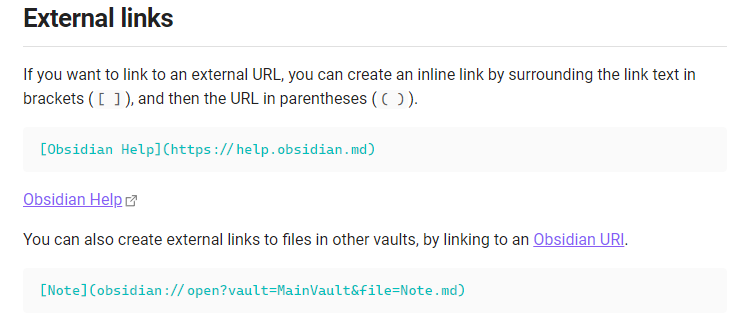 External links
If you want to link to an external URL, you can create an inline link by surrounding the link text in
brackets ( [ ] ), and then the URL in parentheses ( ( ) ).
[Obsidian Help](https://help.obsidian.md)
Obsidian Help
You can also create external links to files in other vaults, by linking to an Obsidian URI.
[Note](obsidian://open?vault=MainVault&file=Note.md)